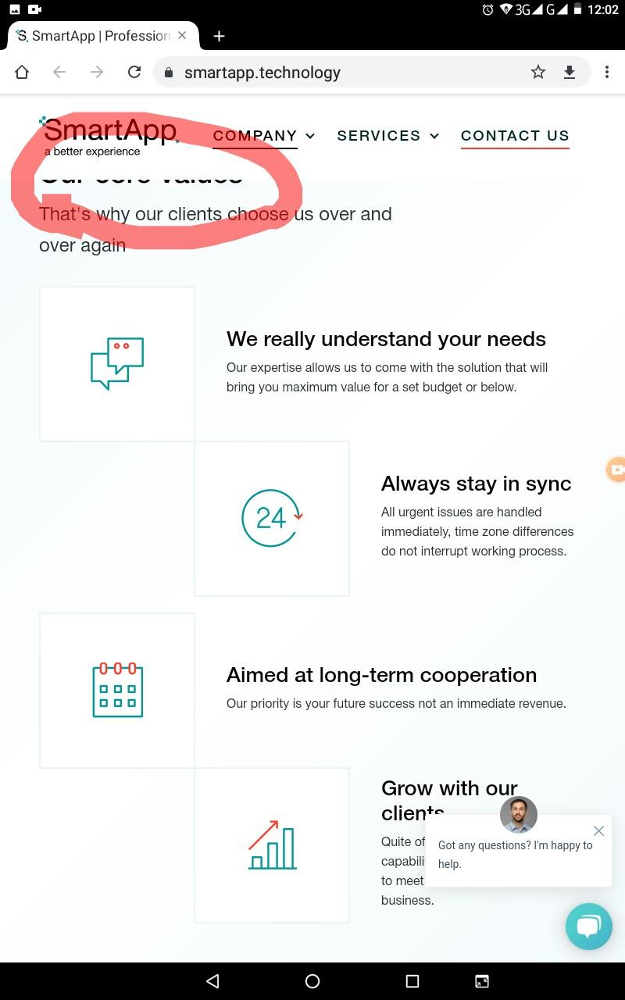 3G G 12:02
SmartApp | Profession
smartapp.technology
SmartApp
a better experience
COMPANY
SERVICES
CONTACT US
Our core values
That's why our clients choose us over and
over again
We really understand your needs
Our expertise allows us to come with the solution that will
bring you maximum value for a set budget or below.
24
Always stay in sync
All urgent issues are handled
immediately, time zone differences
do not interrupt working process.
Aimed at long-term cooperation
Our priority is your future success not an immediate revenue.
Grow with our
clients
Quite of
capabili
to meet
business.
Got any questions? I'm happy to
help.